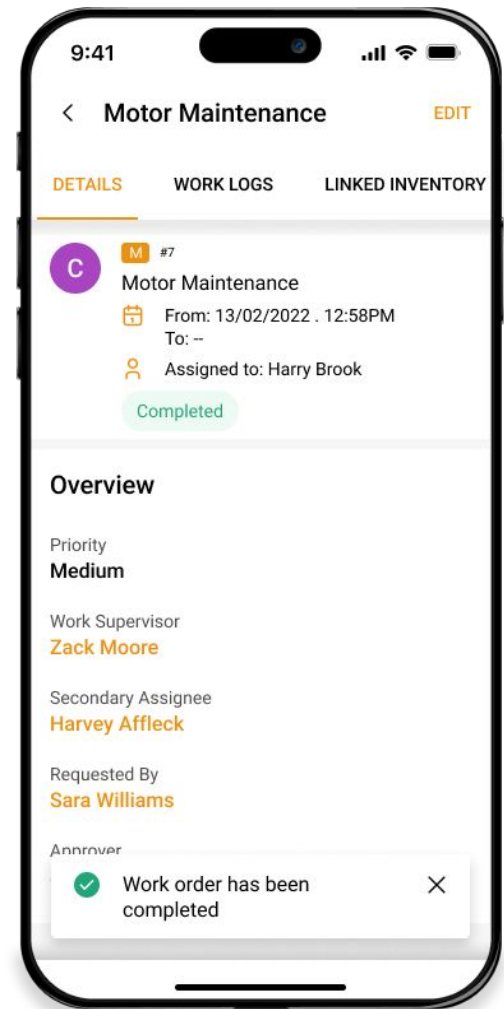 9:41
Motor Maintenance
EDIT
DETAILS WORK LOGS LINKED INVENTORY
C
M #7
Motor Maintenance
1
From: 13/02/2022 . 12:58PM
To: --
Assigned to: Harry Brook
Completed
Overview
Priority
Medium
Work Supervisor
Zack Moore
Secondary Assignee
Harvey Affleck
Requested By
Sara Williams
Approver
Work order has been
completed